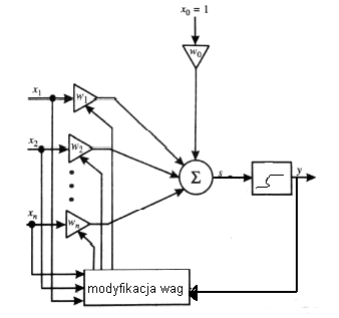 x₀ = 1
w₀
x₁
w₁
x₂
w₂
xₙ
wₙ
Σ
s
y
modyfikacja wag